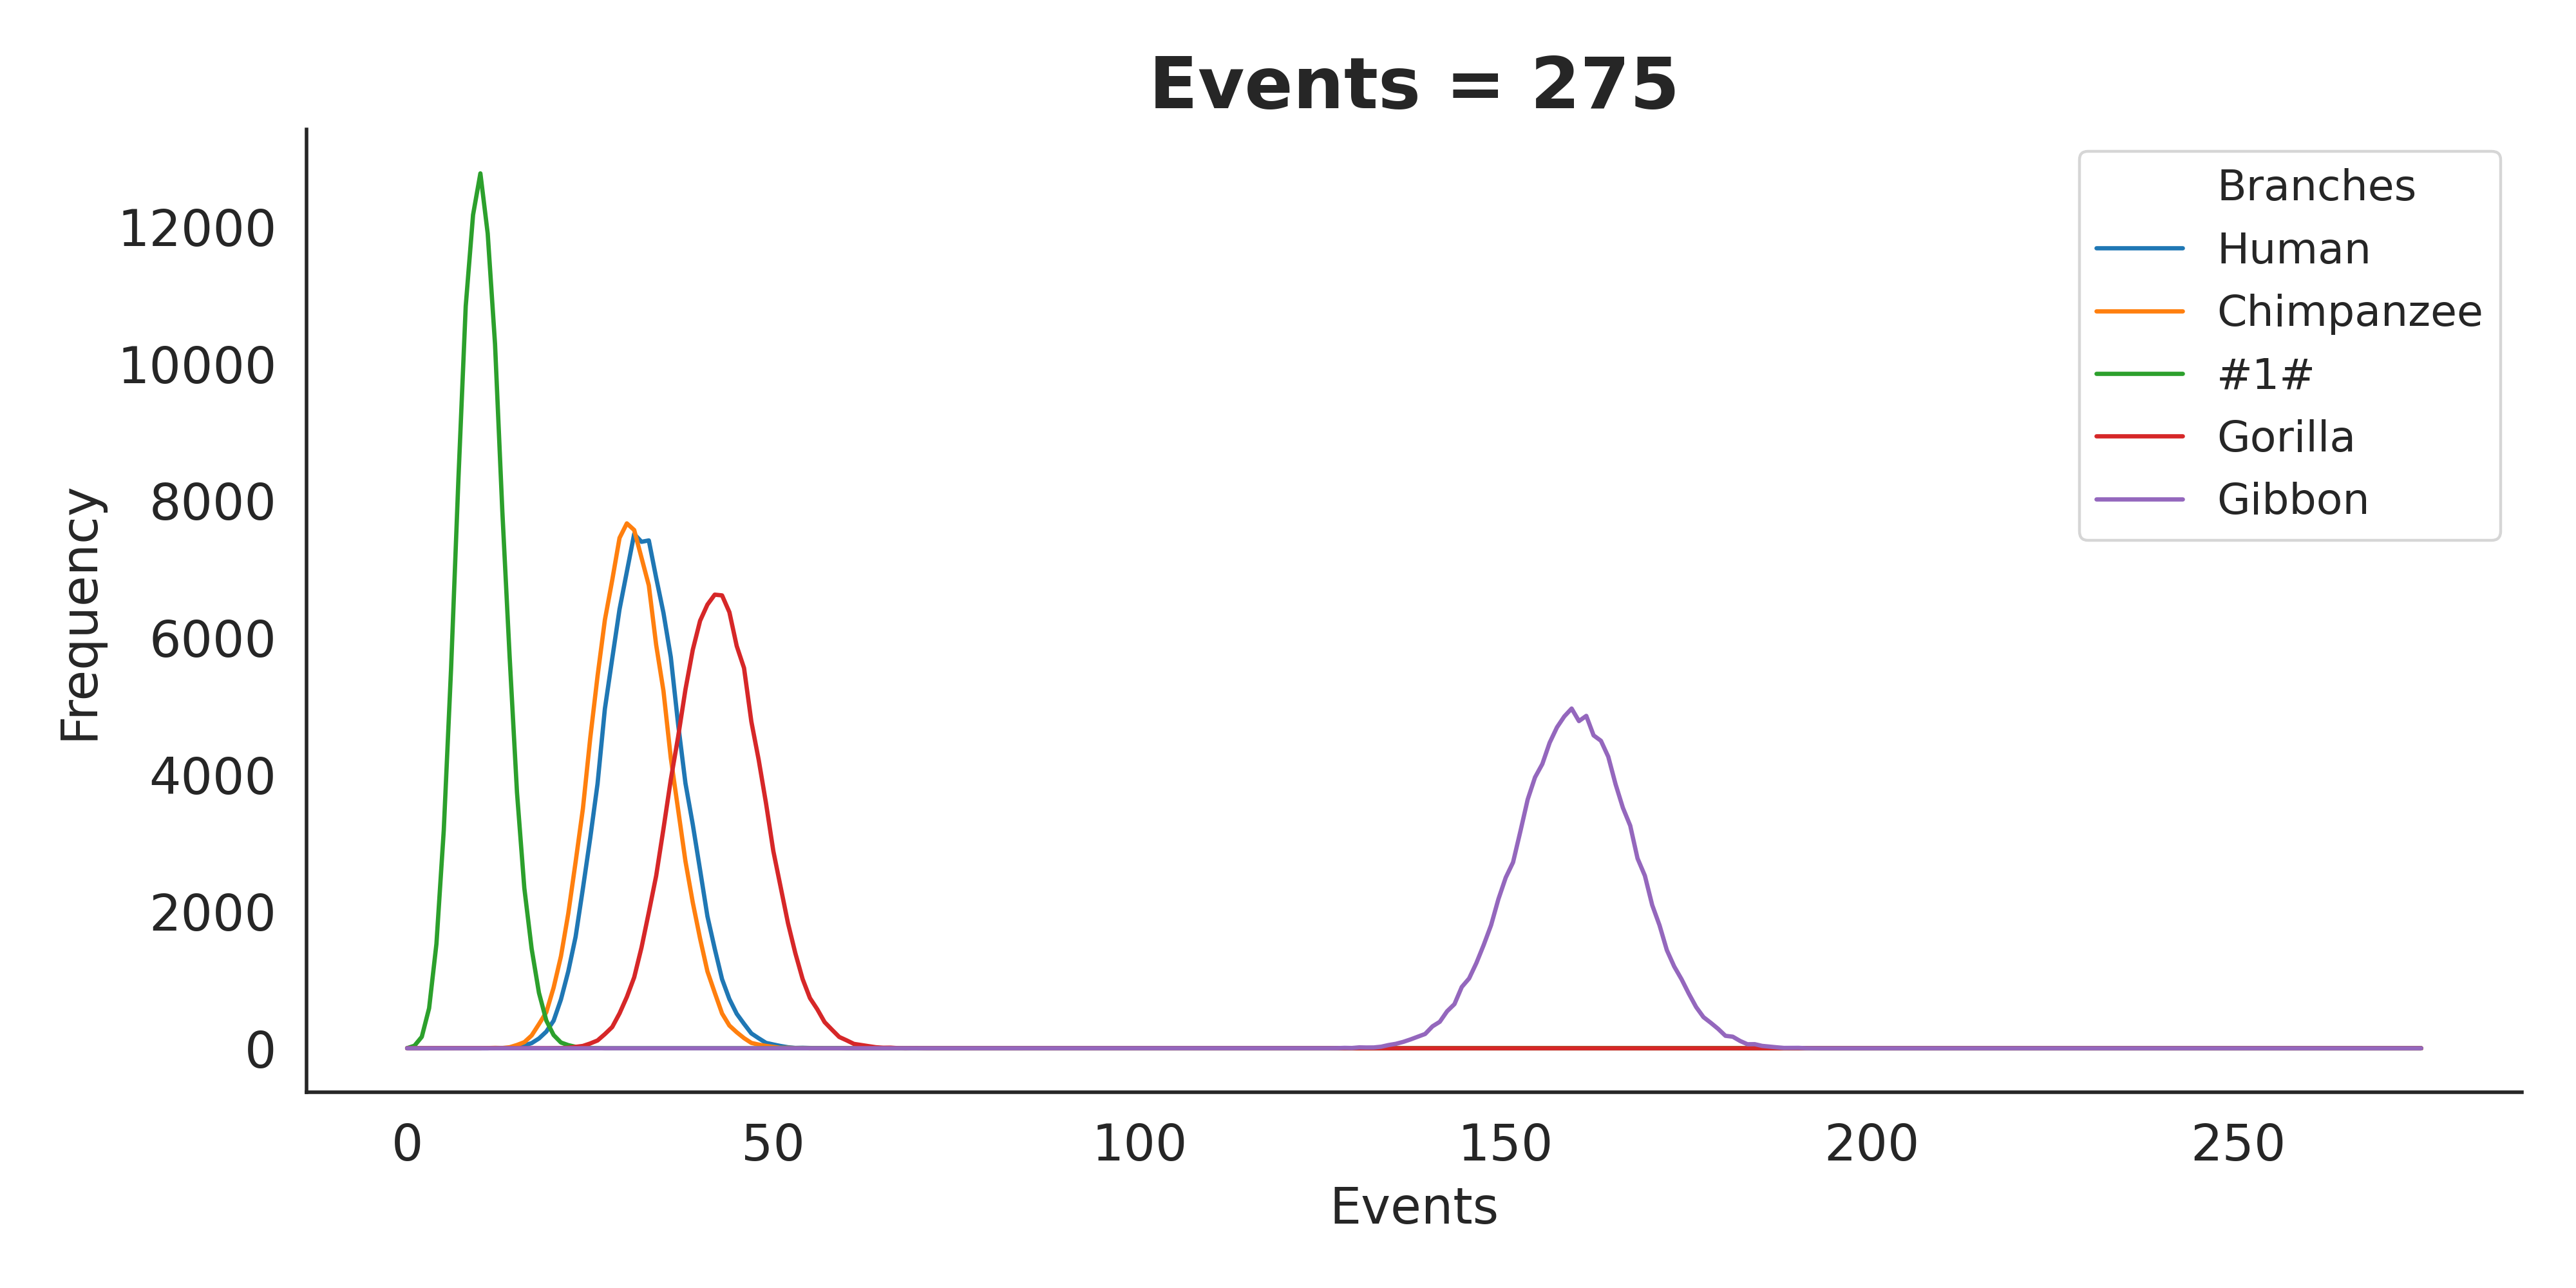 Events = 275
Frequency
12000
10000
8000
6000
4000
2000
0
0 50 100 150 200 250
Events
Branches
Human
Chimpanzee
#1#
Gorilla
Gibbon